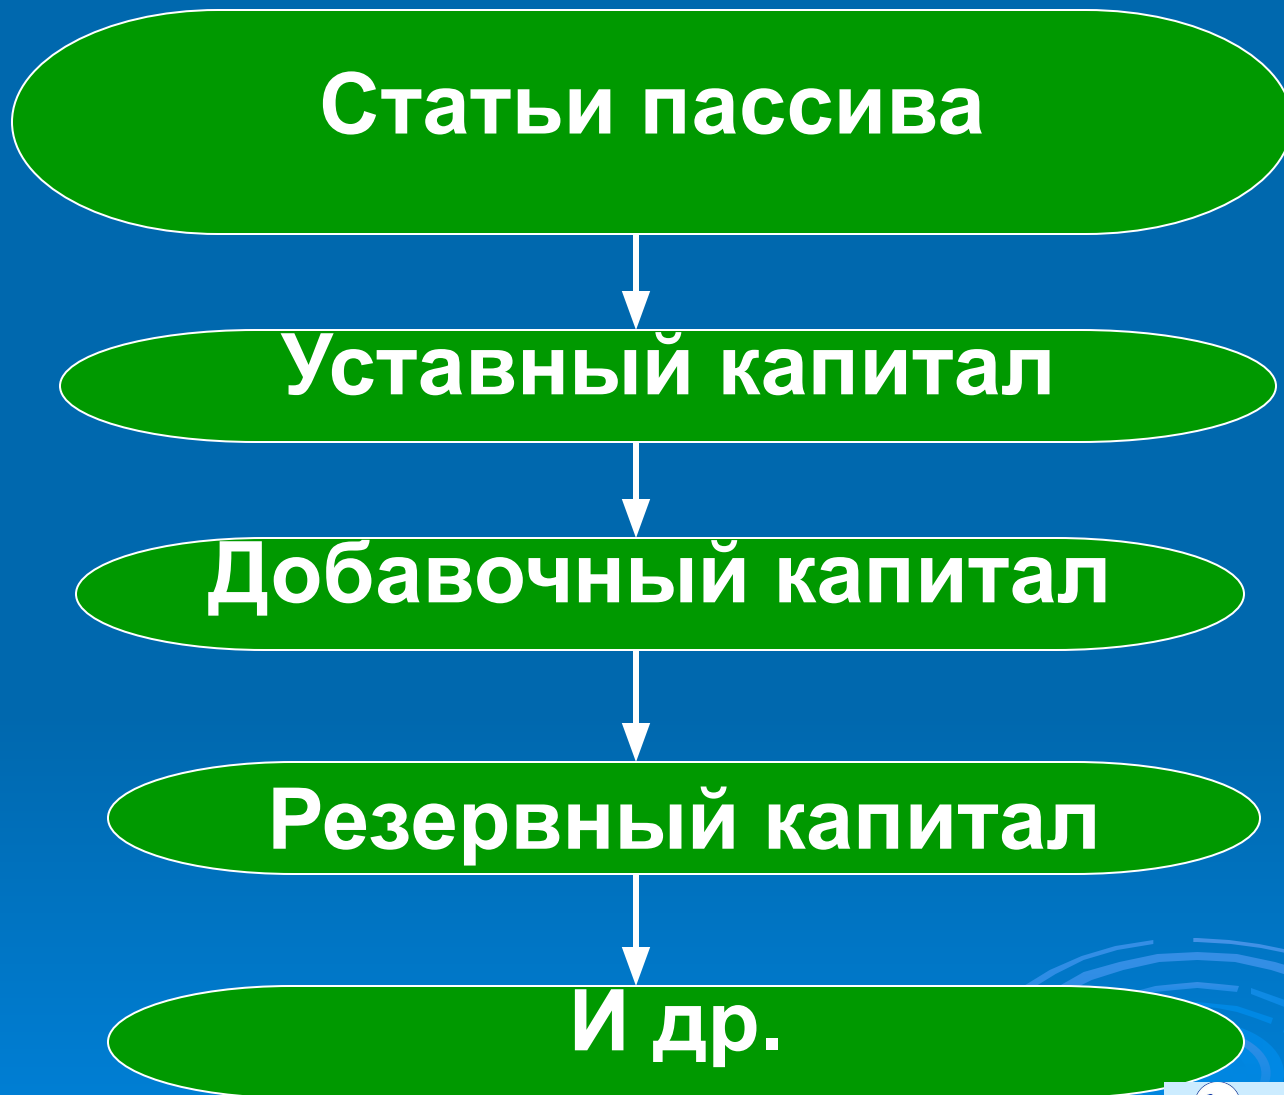 Статьи пассива
Уставный капитал
Добавочный капитал
Резервный капитал
И др.